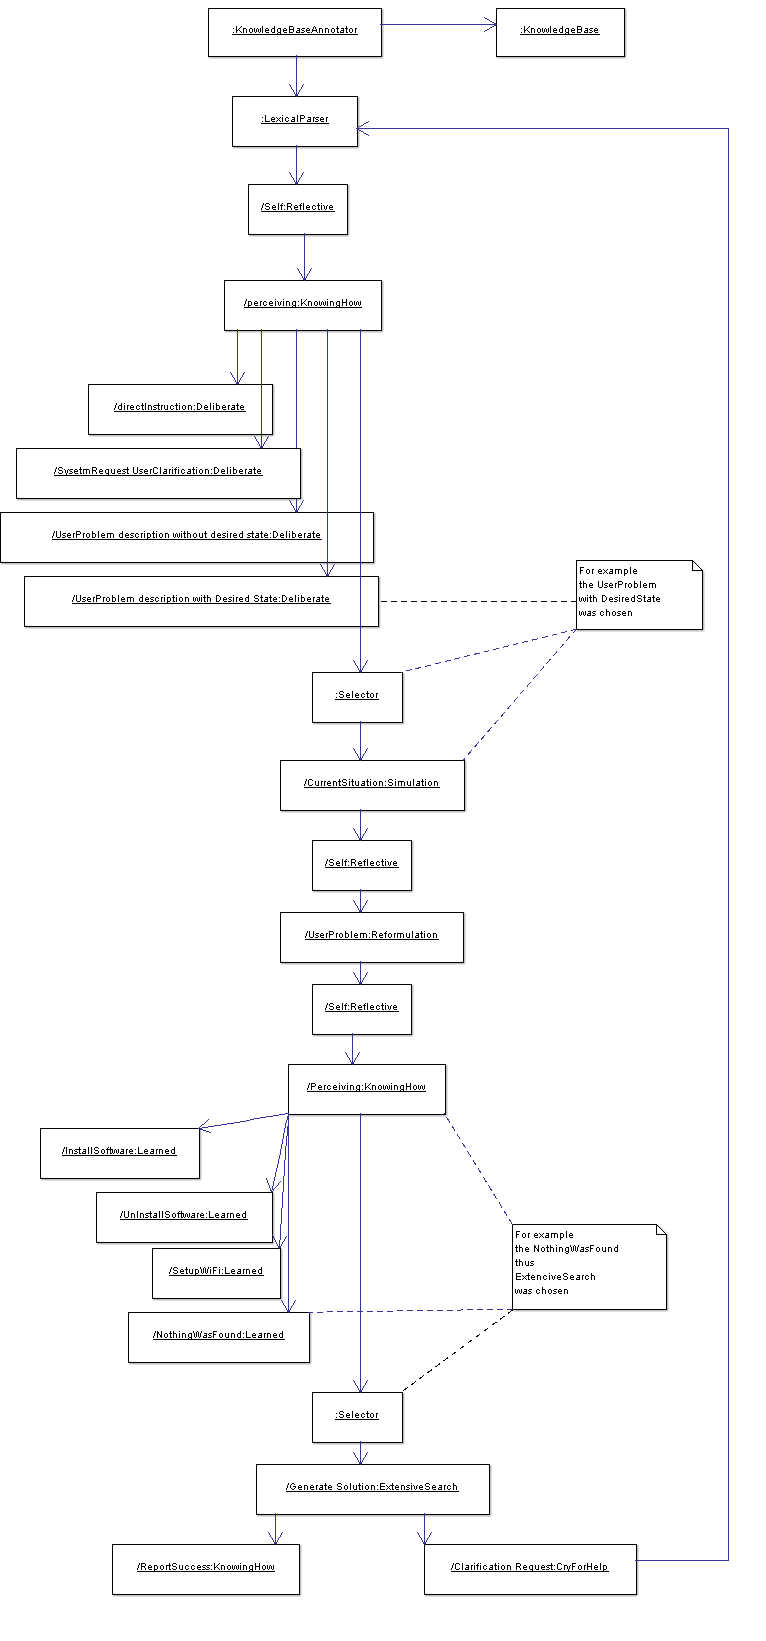 :KnowledgeBaseAnnotator
:KnowledgeBase
:LexicalParser
/Self:Reflective
/perceiving:KnowingHow
/directInstruction:Deliberate
/SysetmRequest UserClarification:Deliberate
/UserProblem description without desired state:Deliberate
/UserProblem description with Desired State:Deliberate
For example
the UserProblem
with DesiredState
was chosen
:Selector
/CurrentSituation:Simulation
/Self:Reflective
/UserProblem:Reformulation
/Self:Reflective
/Perceiving:KnowingHow
/InstallSoftware:Learned
/UnInstallSoftware:Learned
/SetupWiFi:Learned
/NothingWasFound:Learned
For example
the NothingWasFound
thus
ExtenciveSearch
was chosen
:Selector
/Generate Solution:ExtensiveSearch
/ReportSuccess:KnowingHow
/Clarification Request:CryForHelp